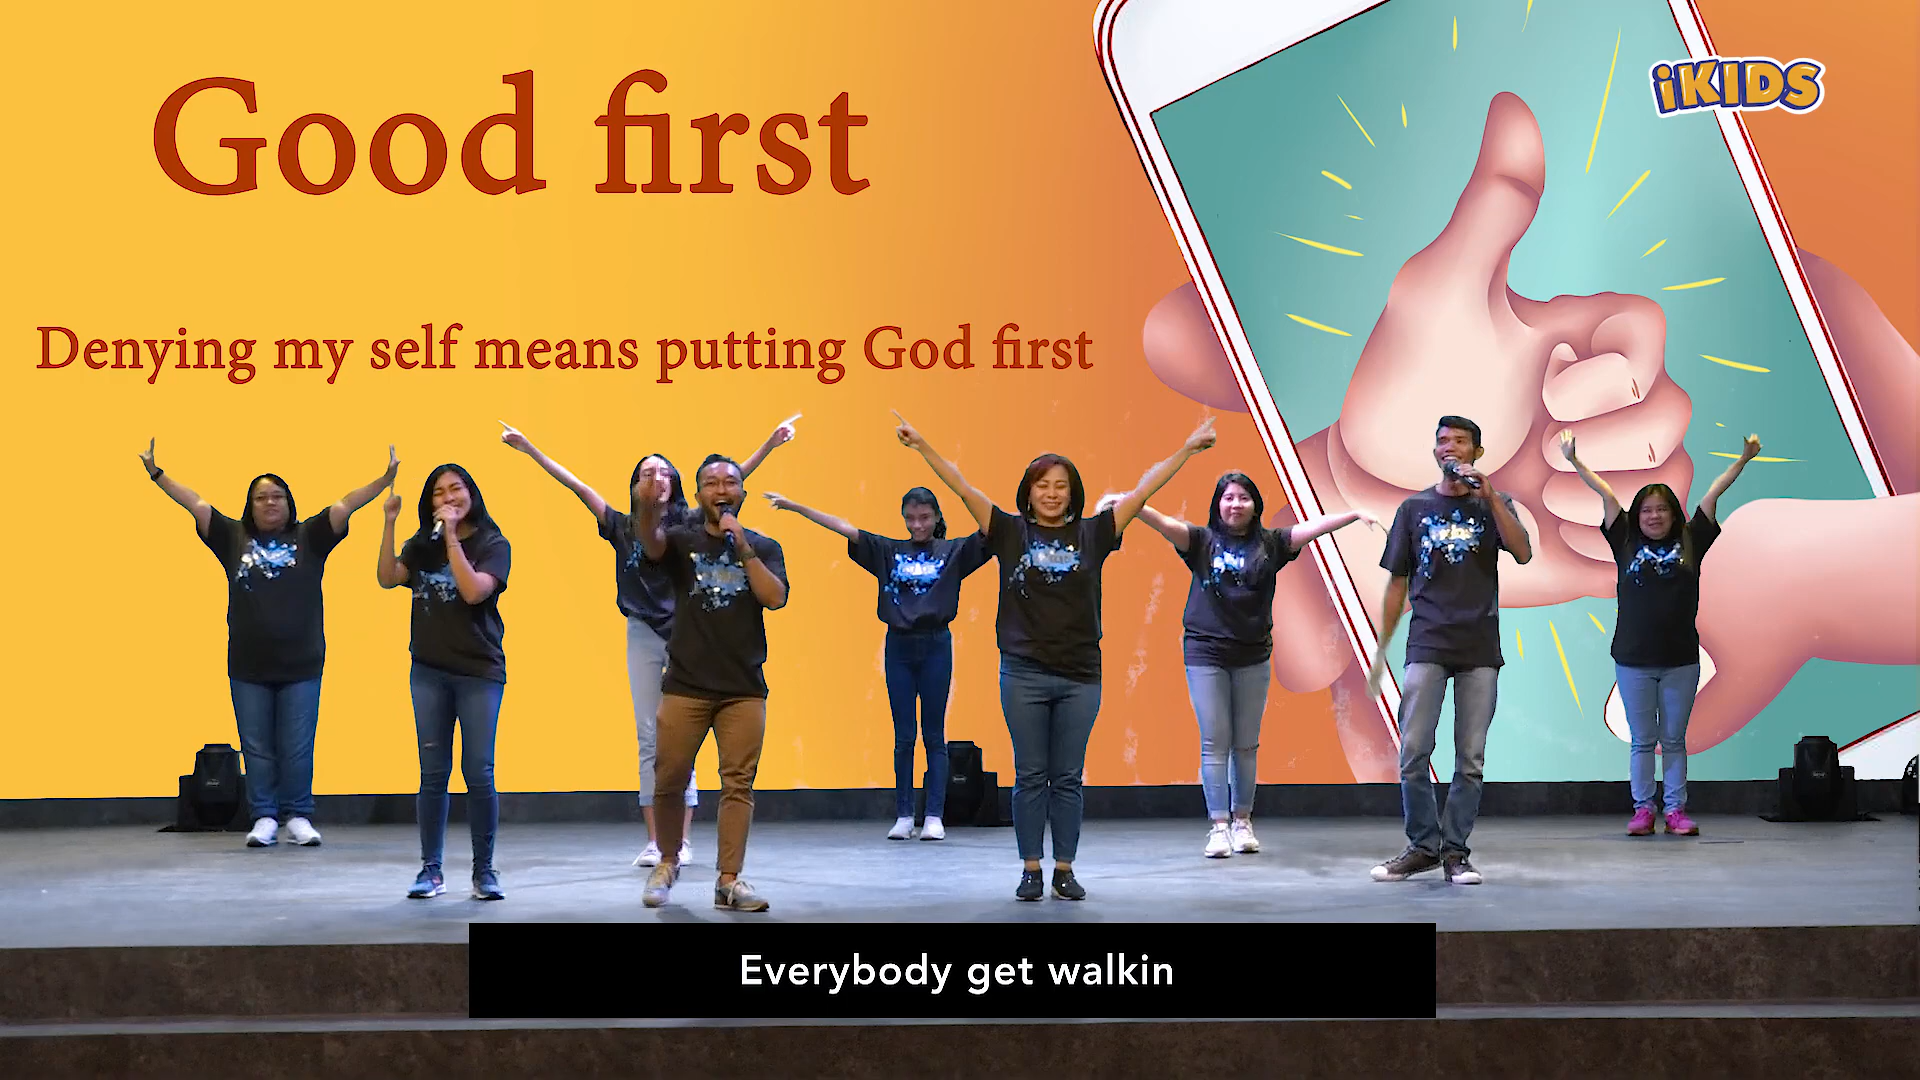 Good first
iKIDS
Denying my self means putting God first
Everybody get walkin